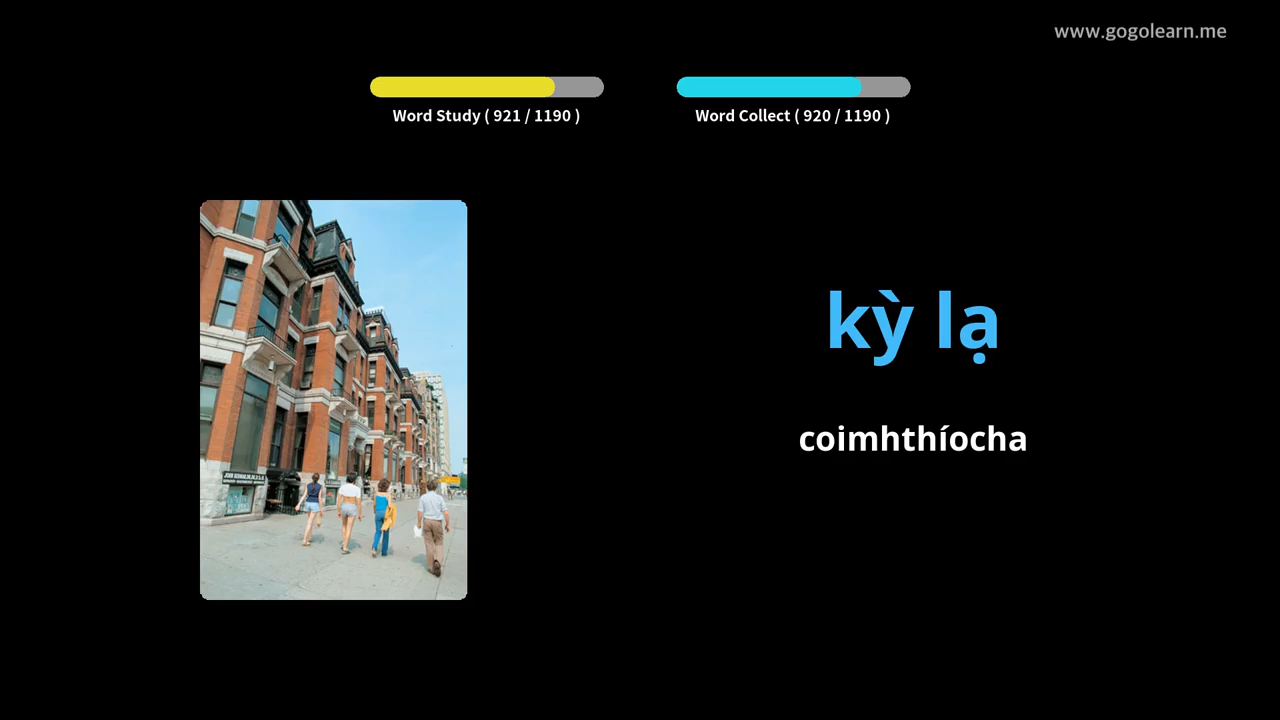 www.gogolearn.me
Word Study ( 921 / 1190 )
Word Collect ( 920 / 1190 )
kỳ lạ
coimhthíocha